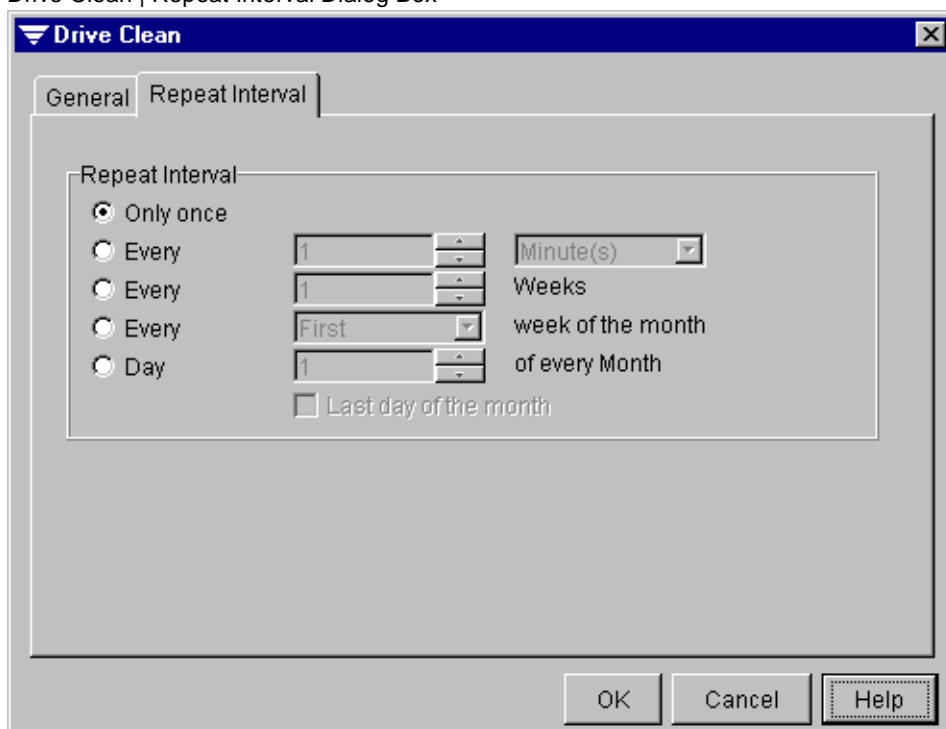 Drive Clean | Repeat Interval Dialog Box
Drive Clean
General Repeat Interval
Repeat Interval
Only once
Every 1 Minute(s)
Every 1 Weeks
Every First week of the month
Day 1 of every Month
Last day of the month
OK Cancel Help